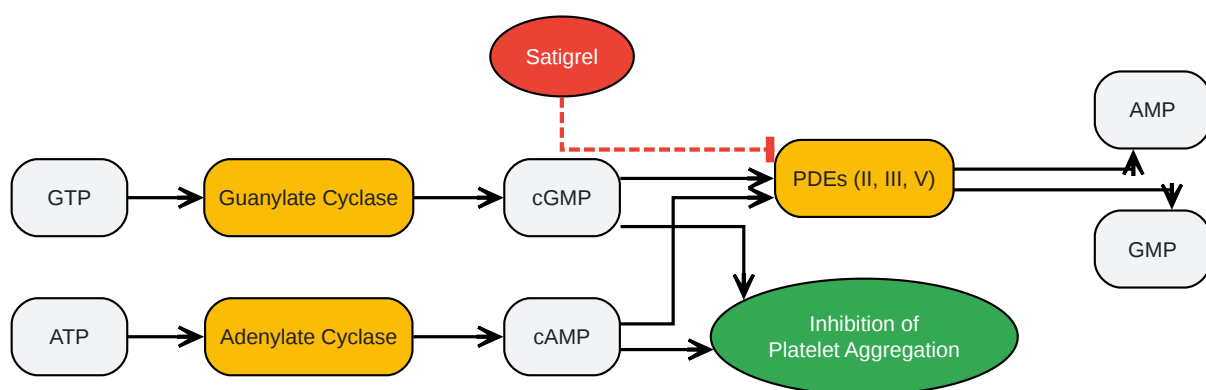 Satigrel
AMP
GTP
Guanylate Cyclase
cGMP
PDEs (II, III, V)
GMP
ATP
Adenylate Cyclase
cAMP
Inhibition of
Platelet Aggregation